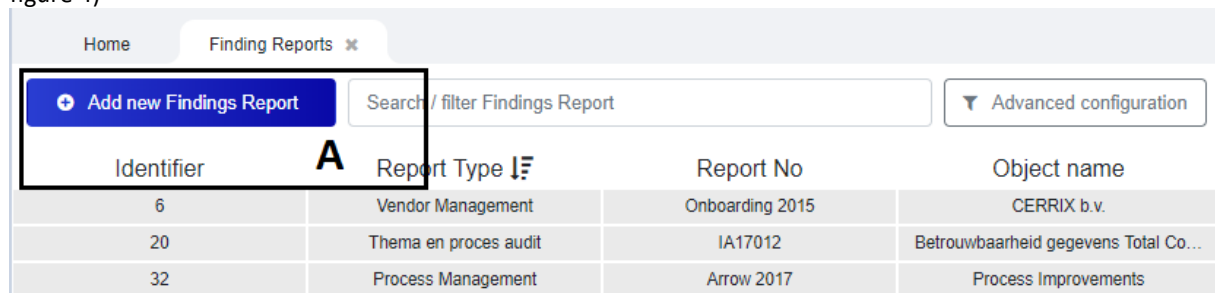 Home Finding Reports ×
Add new Findings Report Search / filter Findings Report Advanced configuration
A
Identifier Report Type Report No Object name
6 Vendor Management Onboarding 2015 CERRIX b.v.
20 Thema en proces audit IA17012 Betrouwbaarheid gegevens Total Co...
32 Process Management Arrow 2017 Process Improvements